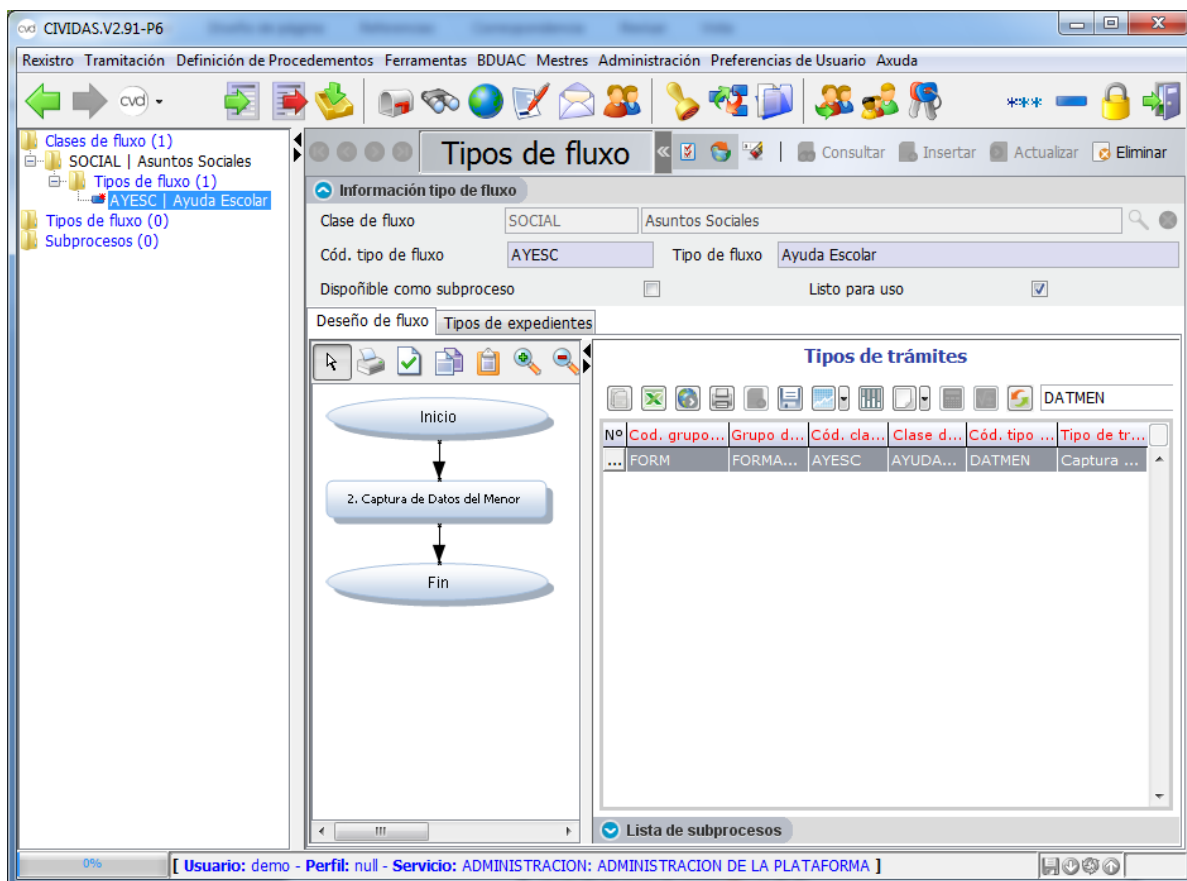 cvd CIVIDAS.V2.91-P6
Rexistro Tramitación Definición de Procedementos Ferramentas BDUAC Mestres Administración Preferencias de Usuario Axuda
cvd
****
Clases de fluxo (1)
SOCIAL | Asuntos Sociales
Tipos de fluxo (1)
AYESC | Ayuda Escolar
Tipos de fluxo (0)
Subprocesos (0)
Tipos de fluxo
Consultar Insertar Actualizar Eliminar
Información tipo de fluxo
Clase de fluxo SOCIAL Asuntos Sociales
Cód. tipo de fluxo AYESC Tipo de fluxo Ayuda Escolar
Dispoñible como subproceso Listo para uso
Deseño de fluxo Tipos de expedientes
Inicio
2. Captura de Datos del Menor
Fin
Tipos de trámites
DATMEN
Nº Cod. grupo... Grupo d... Cód. cla... Clase d... Cód. tipo ... Tipo de tr...
... FORM FORMA... AYESC AYUDA... DATMEN Captura ...
Lista de subprocesos
0% [ Usuario: demo - Perfil: null - Servicio: ADMINISTRACION: ADMINISTRACION DE LA PLATAFORMA ]